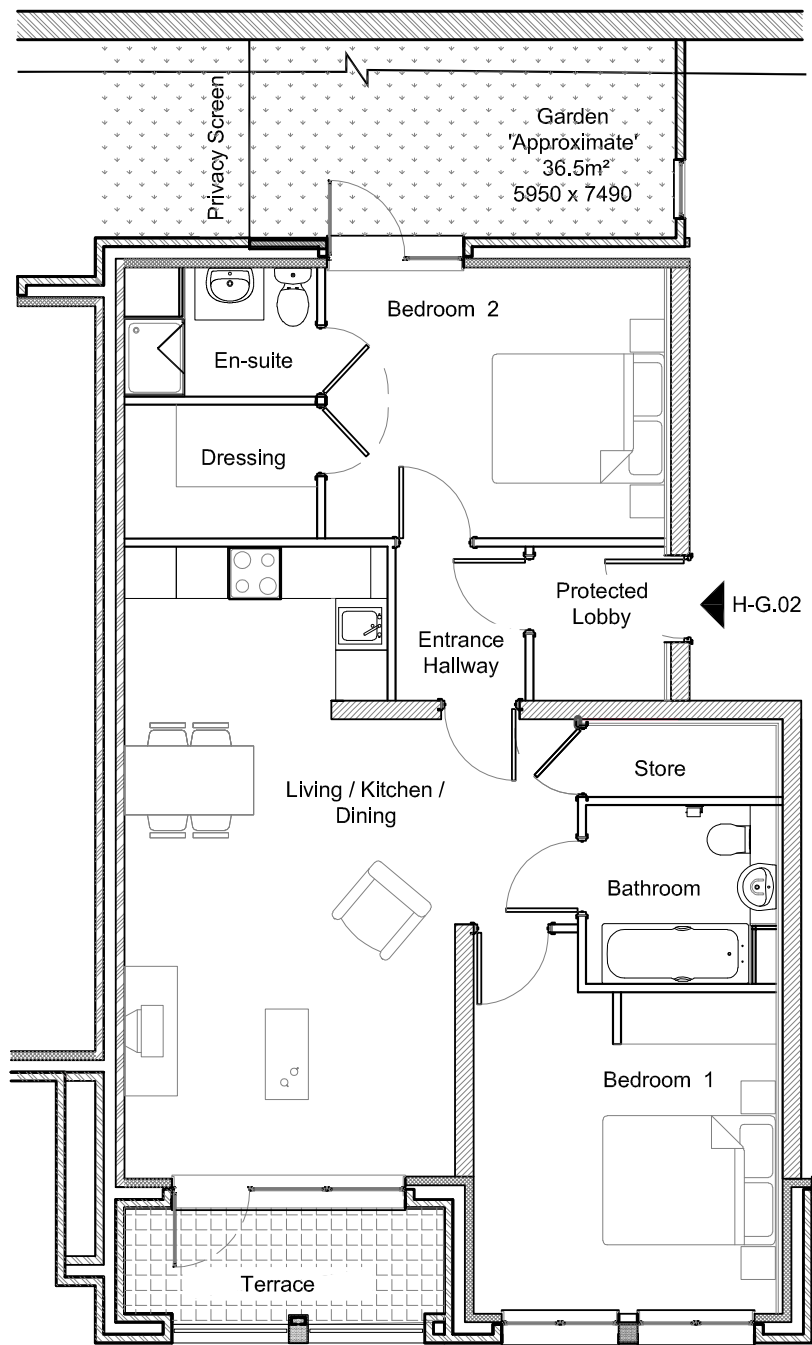 Privacy Screen
Garden
'Approximate'
36.5m²
5950 x 7490
Bedroom 2
En-suite
Dressing
Protected
Lobby
H-G.02
Entrance
Hallway
Store
Living / Kitchen /
Dining
Bathroom
Bedroom 1
Terrace